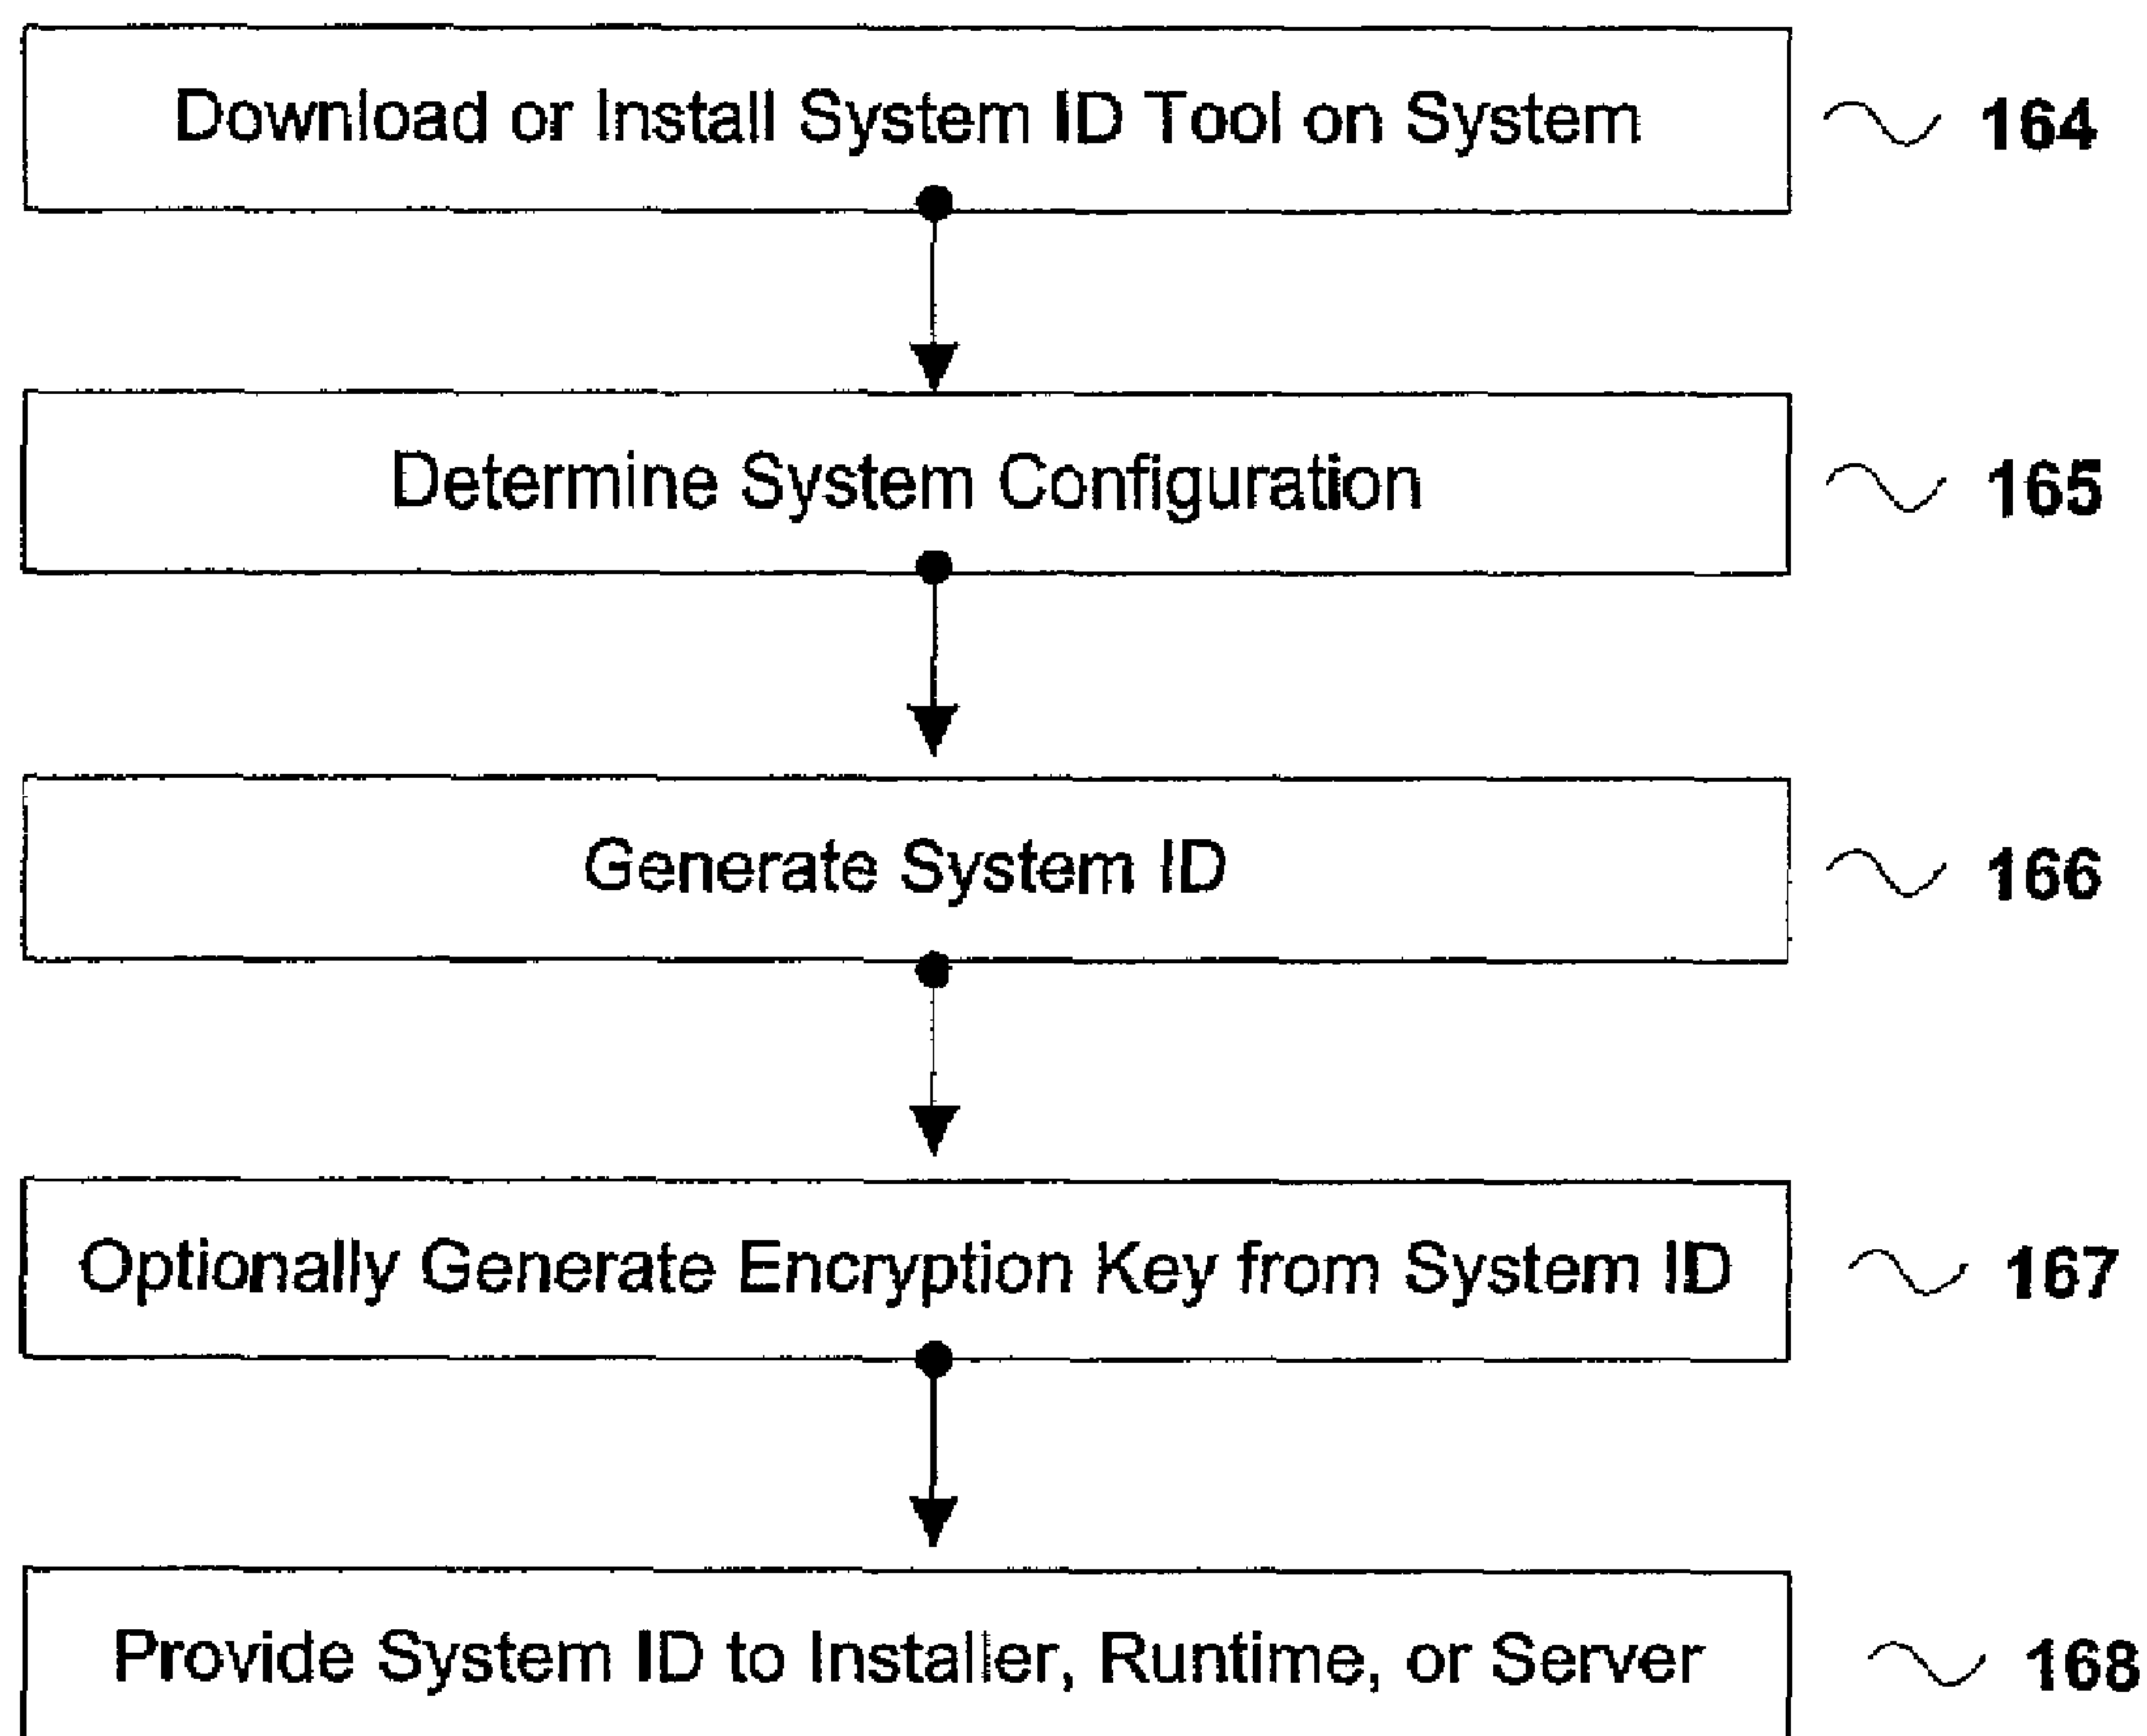 Download or Install System ID Tool on System 164
Determine System Configuration 165
Generate System ID 166
Optionally Generate Encryption Key from System ID 167
Provide System ID to Installer, Runtime, or Server 168